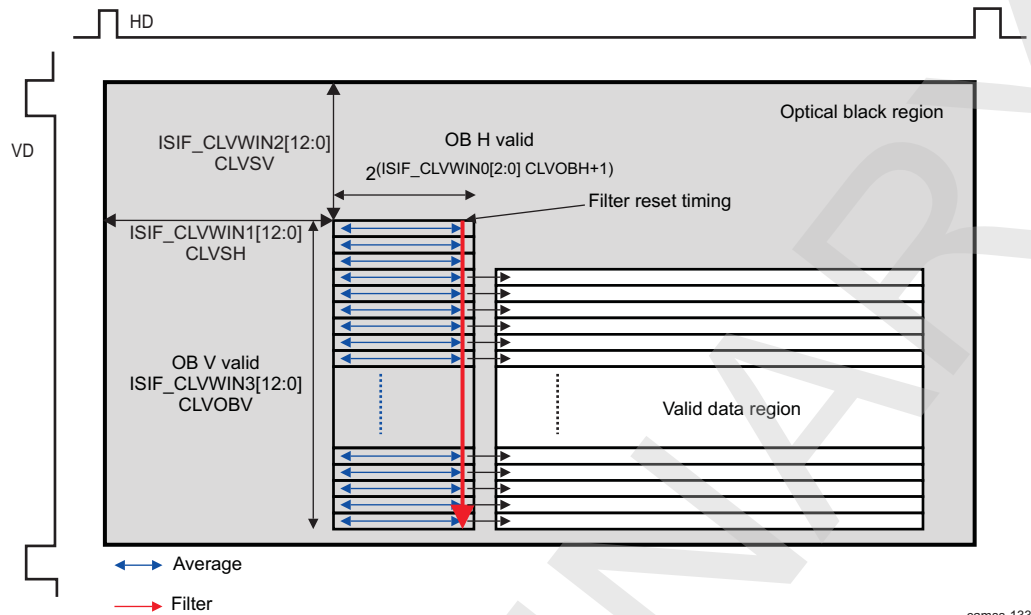 HD
VD
Optical black region
ISIF_CLVWIN2[12:0]
CLVSV
OB H valid
2(ISIF_CLVWIN0[2:0] CLVOBH+1)
Filter reset timing
ISIF_CLVWIN1[12:0]
CLVSH
OB V valid
ISIF_CLVWIN3[12:0]
CLVOBV
Valid data region
Average
Filter